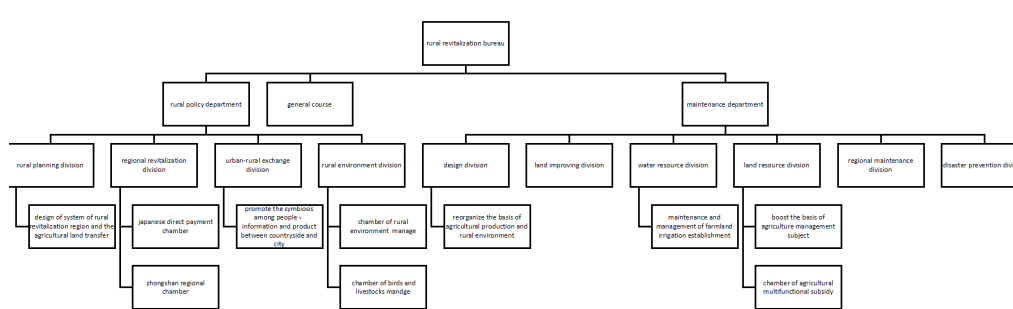 rural revitalization bureau
rural policy department
general course
maintenance department
rural planning division
regional revitalization
division
urban-rural exchange
division
rural environment division
design division
land improving division
water resource division
land resource division
regional maintenance
division
disaster prevention divi
design of system of rural
revitalization region and the
agricultural land transfer
japanese direct payment
chamber
promote the symbiosis
among people、
information and product
between countryside and
city
chamber of rural
environment manage
reorganize the basis of
agricultural production and
rural environment
maintenance and
management of farmland
irrigation establishment
boost the basis of
agriculture management
subject
zhongshan regional
chamber
chamber of birds and
livestocks mandge
chamber of agricultural
multifunctional subsidy